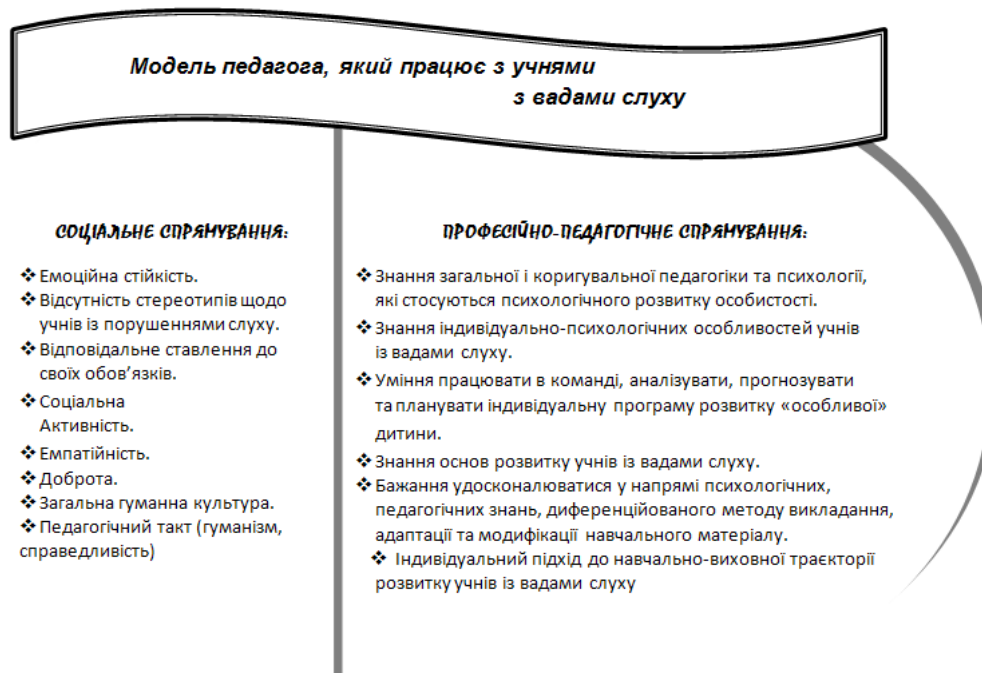 Модель педагога, який працює з учнями
з вадами слуху
СОЦІАЛЬНЕ СПРЯМУВАННЯ:
❖ Емоційна стійкість.
❖ Відсутність стереотипів щодо
учнів із порушеннями слуху.
❖ Відповідальне ставлення до
своїх обов’язків.
❖ Соціальна
Активність.
❖ Емпатійність.
❖ Доброта.
❖ Загальна гуманна культура.
❖ Педагогічний такт (гуманізм,
справедливість)
ПРОФЕСІЙНО-ПЕДАГОГІЧНЕ СПРЯМУВАННЯ:
❖ Знання загальної і коригувальної педагогіки та психології,
які стосуються психологічного розвитку особистості.
❖ Знання індивідуально-психологічних особливостей учнів
із вадами слуху.
❖ Уміння працювати в команді, аналізувати, прогнозувати
та планувати індивідуальну програму розвитку «особливої»
дитини.
❖ Знання основ розвитку учнів із вадами слуху.
❖ Бажання удосконалюватися у напрямі психологічних,
педагогічних знань, диференційованого методу викладання,
адаптації та модифікації навчального матеріалу.
❖ Індивідуальний підхід до навчально-виховної траєкторії
розвитку учнів із вадами слуху